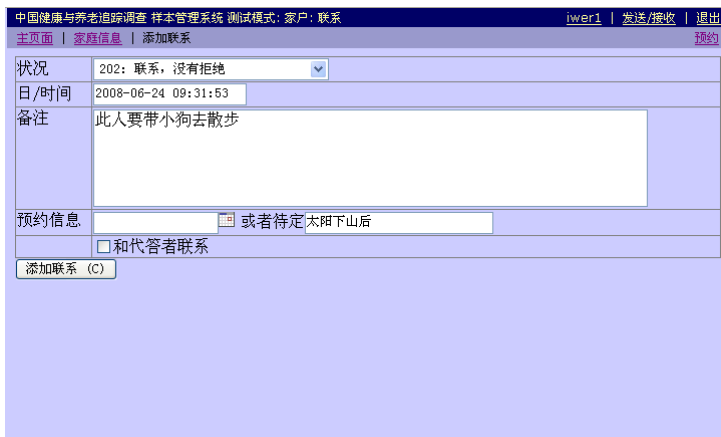 中国健康与养老追踪调查 样本管理系统 测试模式: 家户: 联系 iwer1 | 发送/接收 | 退出
主页面 | 家庭信息 | 添加联系 预约
状况 202: 联系, 没有拒绝
日/时间 2008-06-24 09:31:53
备注 此人要带小狗去散步
预约信息 或者待定 太阳下山后
和代答者联系
添加联系 (C)